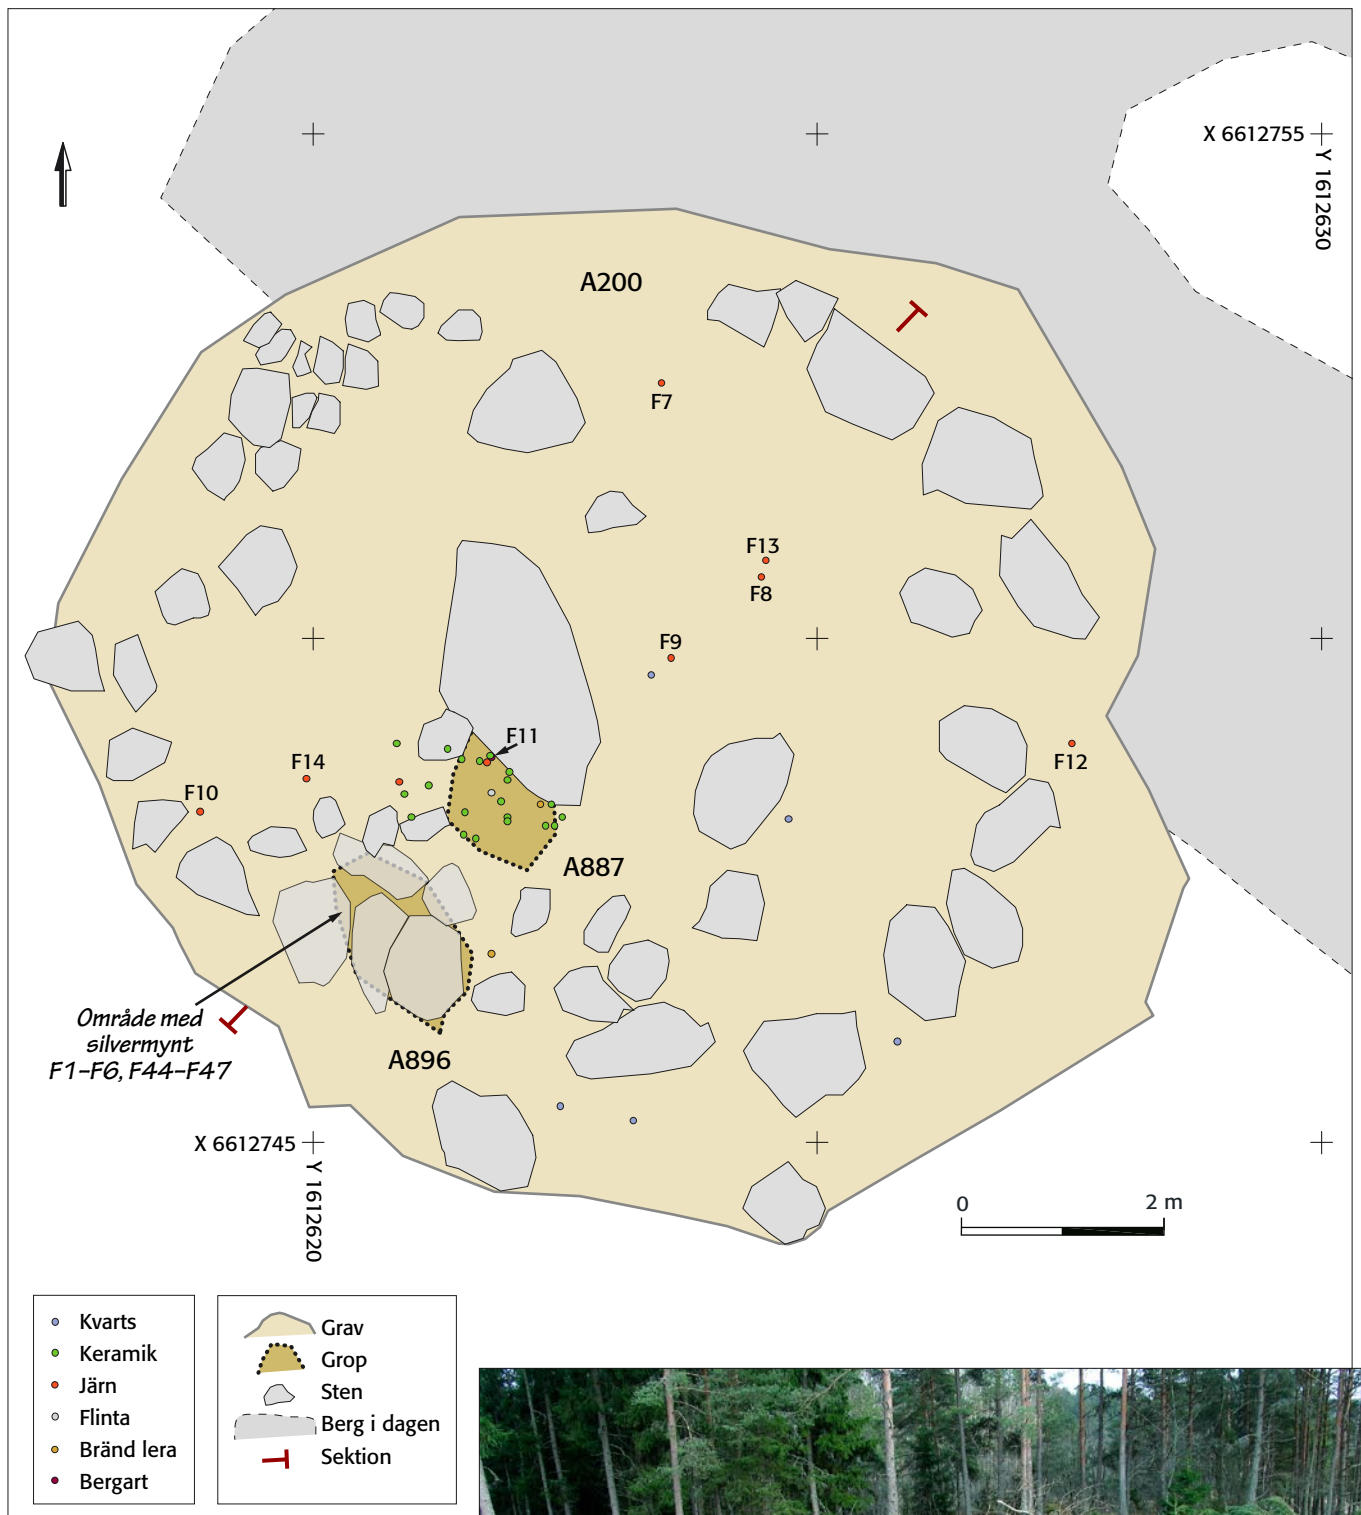 X 6612755
Y 1612630
A200
F7
F13
F8
F9
F11
F14
F12
F10
A887
Område med
silvermynt
F1–F6, F44–F47
A896
X 6612745
Y 1612620
0 2 m
Kvarts
Keramik
Järn
Flinta
Bränd lera
Bergart
Grav
Grop
Sten
Berg i dagen
Sektion